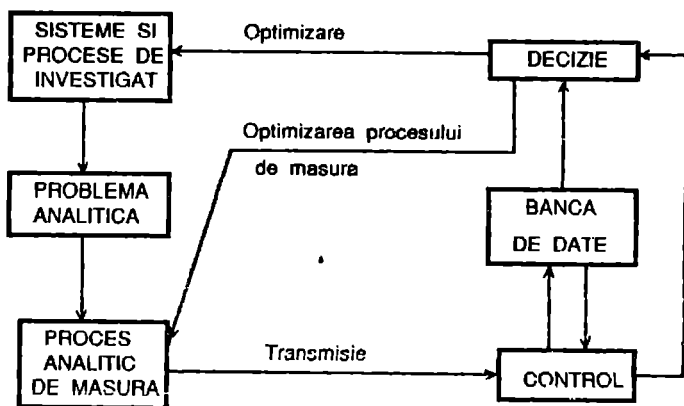 SISTEME SI
PROCESE DE
INVESTIGAT
Optimizare
DECIZIE
Optimizarea procesului
de masura
PROBLEMA
ANALITICA
BANCA
DE DATE
PROCES
ANALITIC
DE MASURA
Transmisie
CONTROL